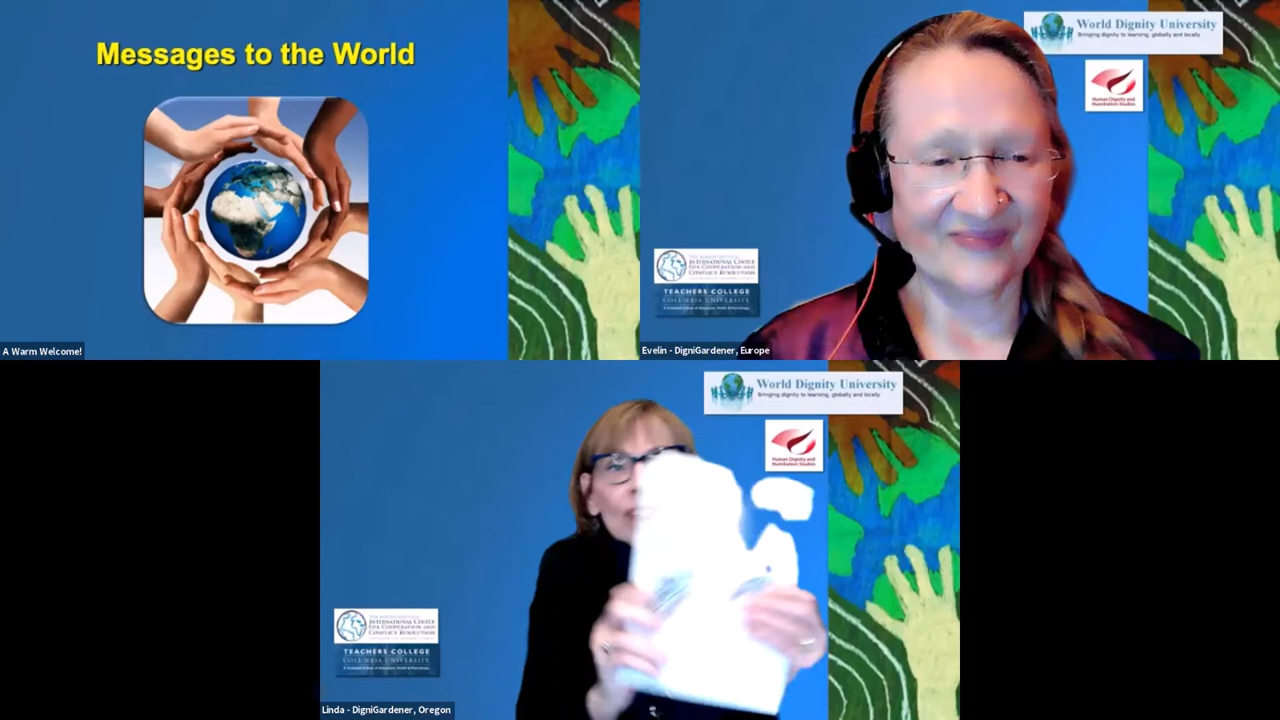 Messages to the World
A Warm Welcome!
World Dignity University
Bringing dignity to learning, globally and locally
Human Dignity and
Humiliation Studies
INTERNATIONAL CENTER
FOR COOPERATION AND
CONFLICT RESOLUTION
TEACHERS COLLEGE
COLUMBIA UNIVERSITY
Evelin - DigniGardener, Europe
World Dignity University
Bringing dignity to learning, globally and locally
Human Dignity and
Humiliation Studies
INTERNATIONAL CENTER
FOR COOPERATION AND
CONFLICT RESOLUTION
TEACHERS COLLEGE
COLUMBIA UNIVERSITY
Linda - DigniGardener, Oregon